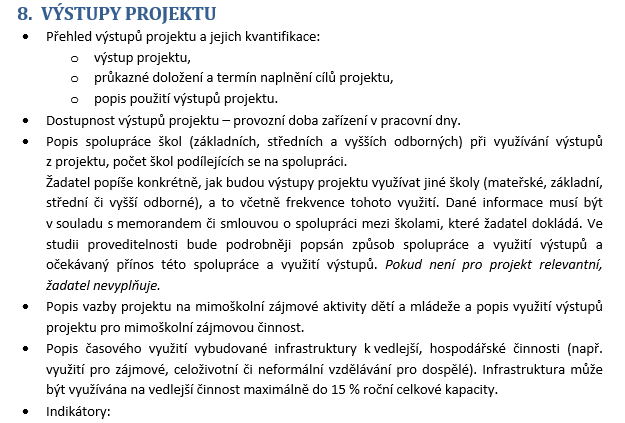 8. VÝSTUPY PROJEKTU
• Přehled výstupů projektu a jejich kvantifikace:
o výstup projektu,
o průkazné doložení a termín naplnění cílů projektu,
o popis použití výstupů projektu.
• Dostupnost výstupů projektu – provozní doba zařízení v pracovní dny.
• Popis spolupráce škol (základních, středních a vyšších odborných) při využívání výstupů
z projektu, počet škol podílejících se na spolupráci.
Žadatel popíše konkrétně, jak budou výstupy projektu využívat jiné školy (mateřské, základní,
střední či vyšší odborné), a to včetně frekvence tohoto využití. Dané informace musí být
v souladu s memorandem či smlouvou o spolupráci mezi školami, které žadatel dokládá. Ve
studii proveditelnosti bude podrobněji popsán způsob spolupráce a využití výstupů a
očekávaný přínos této spolupráce a využití výstupů. Pokud není pro projekt relevantní,
žadatel nevyplňuje.
• Popis vazby projektu na mimoškolní zájmové aktivity dětí a mládeže a popis využití výstupů
projektu pro mimoškolní zájmovou činnost.
• Popis časového využití vybudované infrastruktury k vedlejší, hospodářské činnosti (např.
využití pro zájmové, celoživotní či neformální vzdělávání pro dospělé). Infrastruktura může
být využívána na vedlejší činnost maximálně do 15 % roční celkové kapacity.
• Indikátory: